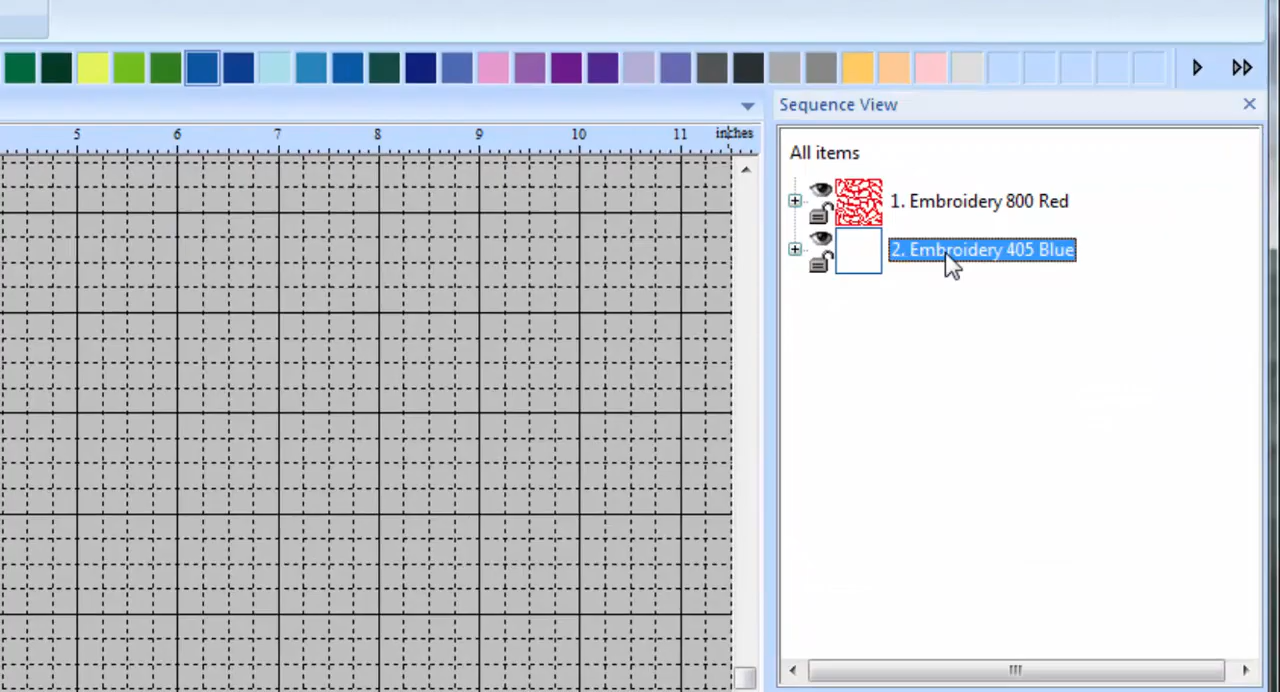 Sequence View
5 6 7 8 9 10 11 inches
All items
1. Embroidery 800 Red
2. Embroidery 405 Blue